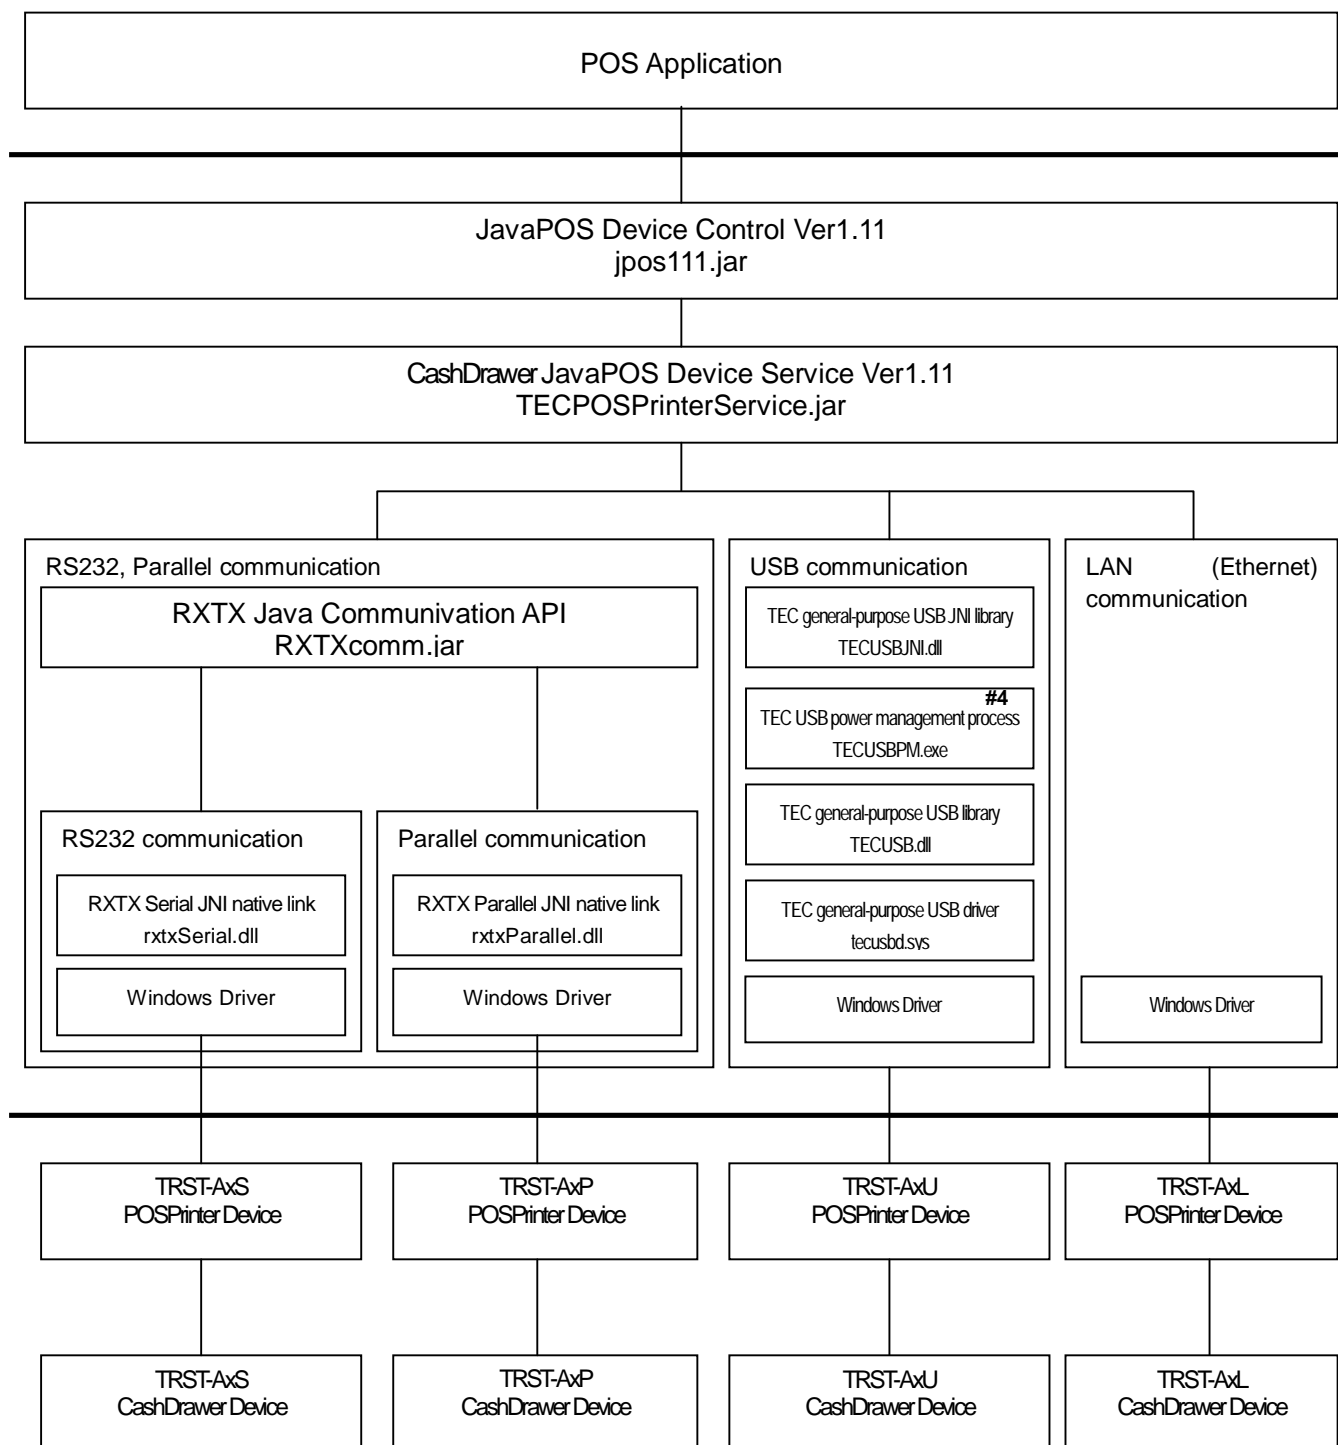 POS Application
JavaPOS Device Control Ver1.11
jpos111.jar
CashDrawer JavaPOS Device Service Ver1.11
TECPOSPrinterService.jar
RS232, Parallel communication
RXTX Java Communivation API
RXTXcomm.jar
RS232 communication
RXTX Serial JNI native link
rxtxSerial.dll
Windows Driver
Parallel communication
RXTX Parallel JNI native link
rxtxParallel.dll
Windows Driver
USB communication
TEC general-purpose USB JNI library
TECUSBJNI.dll
#4
TEC USB power management process
TECUSBPM.exe
TEC general-purpose USB library
TECUSB.dll
TEC general-purpose USB driver
tecusbd.sys
Windows Driver
LAN (Ethernet)
communication
Windows Driver
TRST-AxS
POSPrinter Device
TRST-AxP
POSPrinter Device
TRST-AxU
POSPrinter Device
TRST-AxL
POSPrinter Device
TRST-AxS
CashDrawer Device
TRST-AxP
CashDrawer Device
TRST-AxU
CashDrawer Device
TRST-AxL
CashDrawer Device